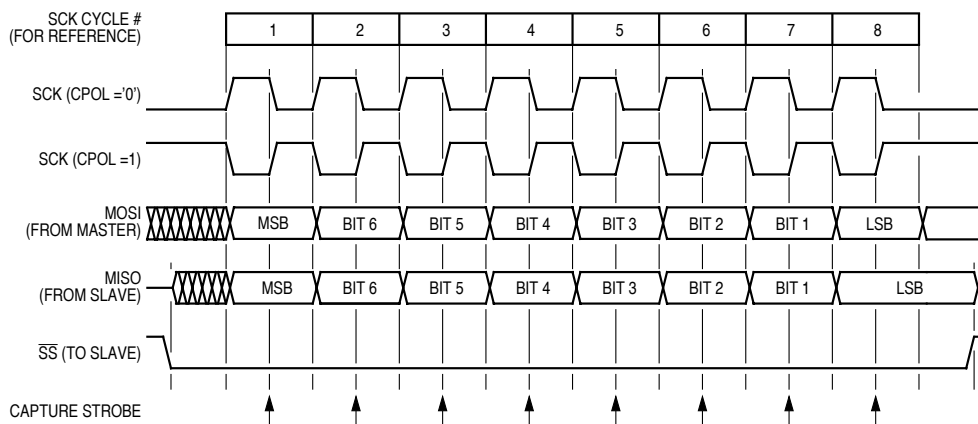 SCK CYCLE #
(FOR REFERENCE)
1 2 3 4 5 6 7 8
SCK (CPOL ='0')
SCK (CPOL =1)
MOSI
(FROM MASTER)
MSB BIT 6 BIT 5 BIT 4 BIT 3 BIT 2 BIT 1 LSB
MISO
(FROM SLAVE)
MSB BIT 6 BIT 5 BIT 4 BIT 3 BIT 2 BIT 1 LSB
SS (TO SLAVE)
CAPTURE STROBE